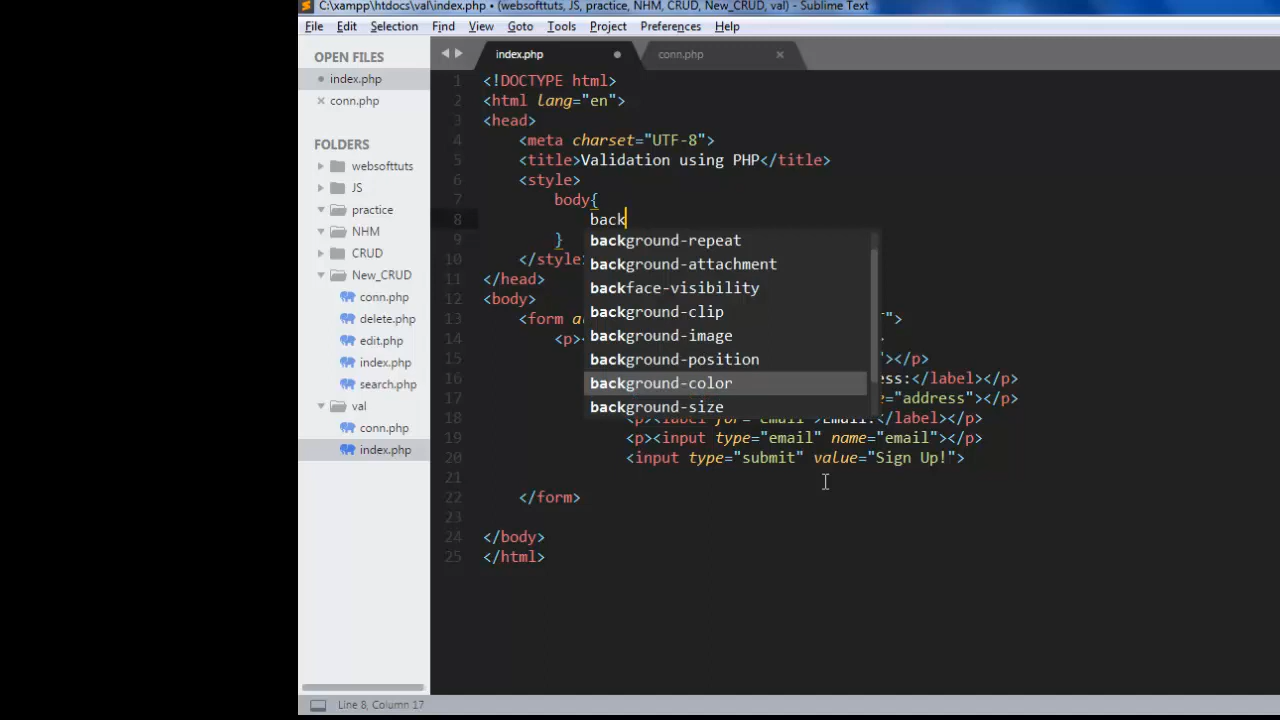 C:\xampp\htdocs\val\index.php • (websofttuts, JS, practice, NHM, CRUD, New_CRUD, val) - Sublime Text
File Edit Selection Find View Goto Tools Project Preferences Help
OPEN FILES
index.php
conn.php
FOLDERS
websofttuts
JS
practice
NHM
CRUD
New_CRUD
conn.php
delete.php
edit.php
index.php
search.php
val
conn.php
index.php
index.php conn.php
1 <!DOCTYPE html>
2 <html lang="en">
3 <head>
4 <meta charset="UTF-8">
5 <title>Validation using PHP</title>
6 <style>
7 body{
8 back
9 }
10 </style>
11 </head>
12 <body>
13 <form ">
14 <p>
15 "></p>
16 :</label></p>
17 ="address"></p>
18 </label></p>
19 <p><input type="email" name="email"></p>
20 <input type="submit" value="Sign Up!">
21
22 </form>
23
24 </body>
25 </html>
background-repeat
background-attachment
backface-visibility
background-clip
background-image
background-position
background-color
background-size
Line 8, Column 17